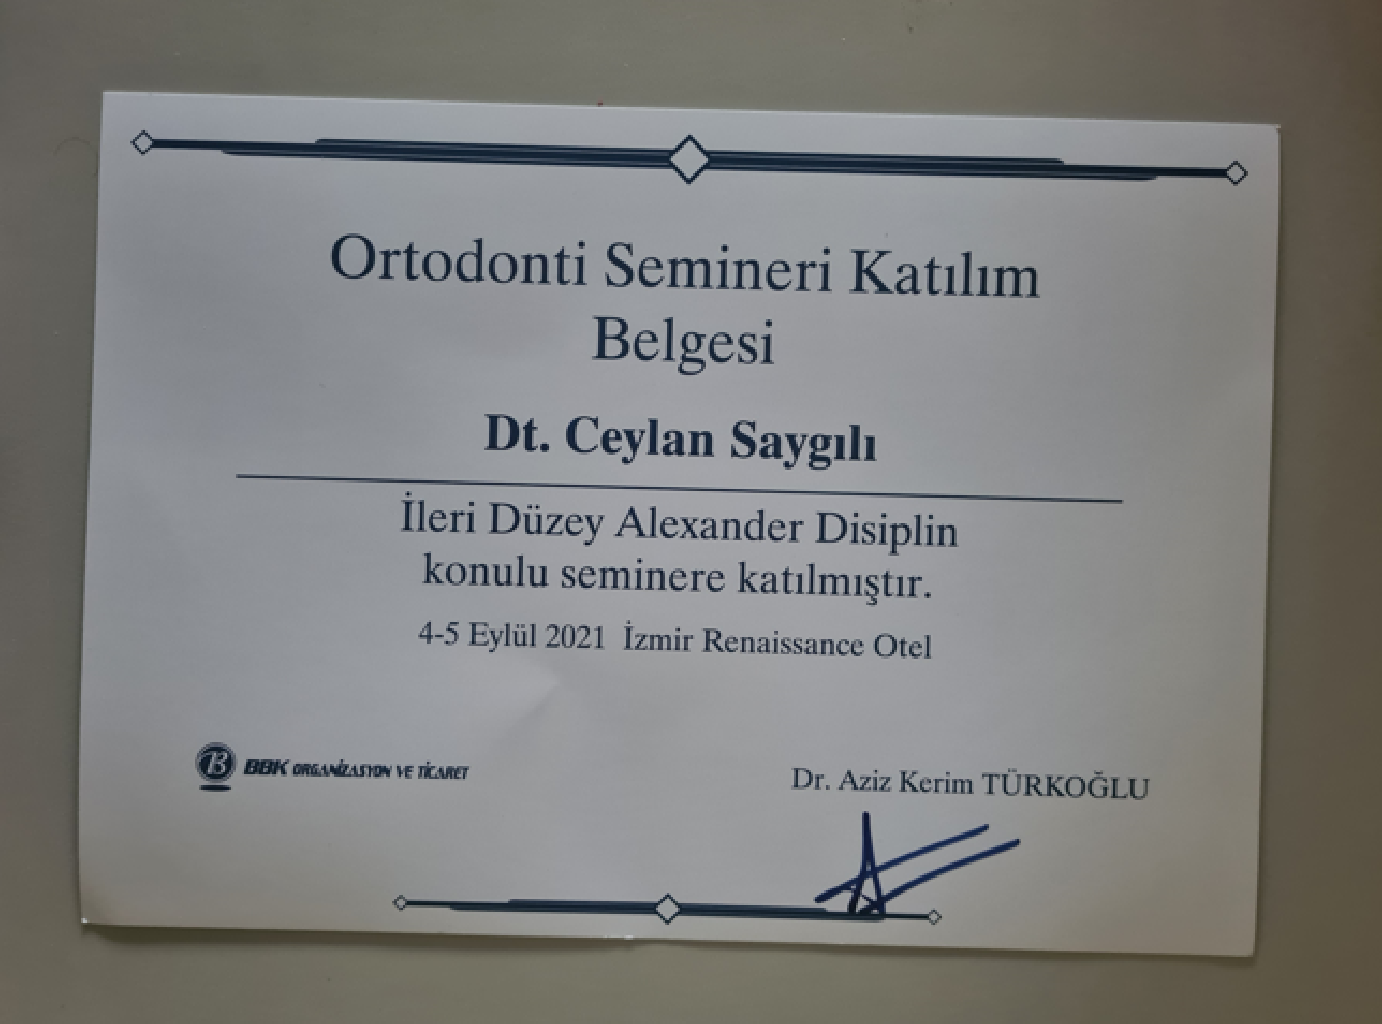 Ortodonti Semineri Katılım
Belgesi
Dt. Ceylan Saygılı
İleri Düzey Alexander Disiplin
konulu seminere katılmıştır.
4-5 Eylül 2021 İzmir Renaissance Otel
B BBK ORGANİZASYON VE TİCARET
Dr. Aziz Kerim TÜRKOĞLU